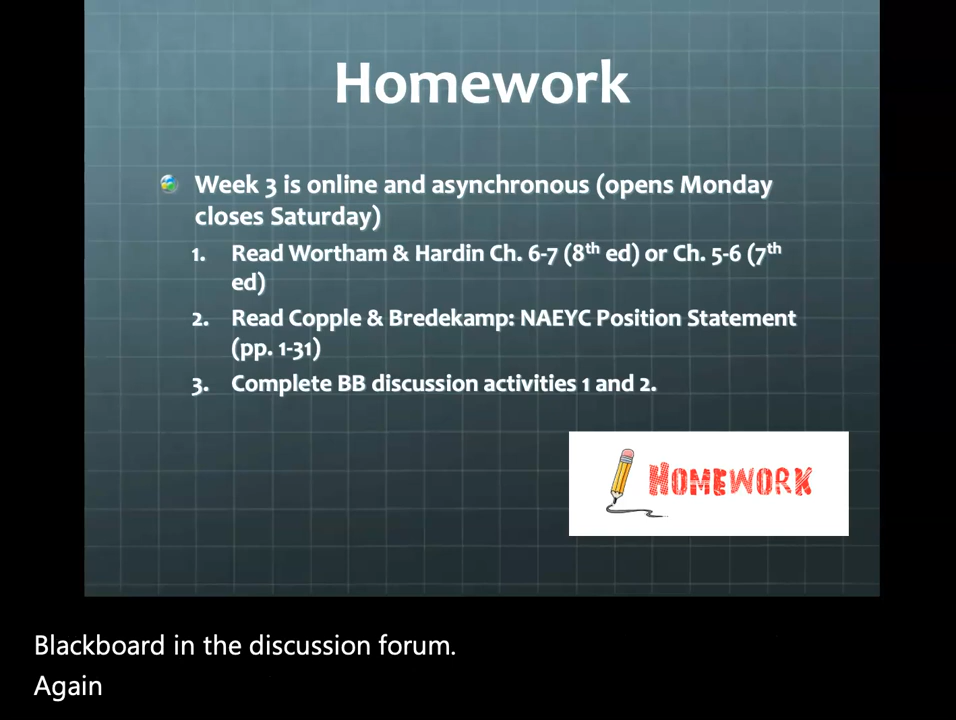 Homework
Week 3 is online and asynchronous (opens Monday
closes Saturday)
1. Read Wortham & Hardin Ch. 6-7 (8th ed) or Ch. 5-6 (7th
ed)
2. Read Copple & Bredekamp: NAEYC Position Statement
(pp. 1-31)
3. Complete BB discussion activities 1 and 2.
HOMEWORK
Blackboard in the discussion forum.
Again